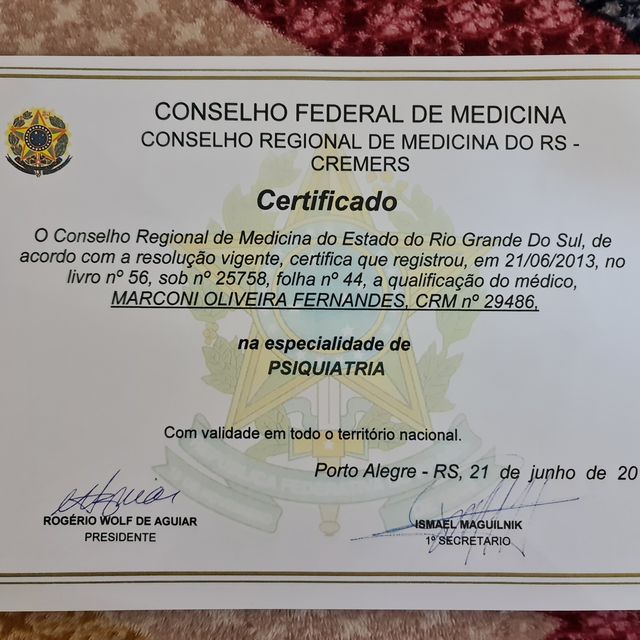 CONSELHO FEDERAL DE MEDICINA
CONSELHO REGIONAL DE MEDICINA DO RS -
CREMERS
Certificado
O Conselho Regional de Medicina do Estado do Rio Grande Do Sul, de
acordo com a resolução vigente, certifica que registrou, em 21/06/2013, no
livro nº 56, sob nº 25758, folha nº 44, a qualificação do médico,
MARCONI OLIVEIRA FERNANDES, CRM nº 29486,
na especialidade de
PSIQUIATRIA
Com validade em todo o território nacional.
Porto Alegre - RS, 21 de junho de 20
ROGÉRIO WOLF DE AGUIAR
PRESIDENTE
ISMAEL MAGUILNIK
1º SECRETARIO